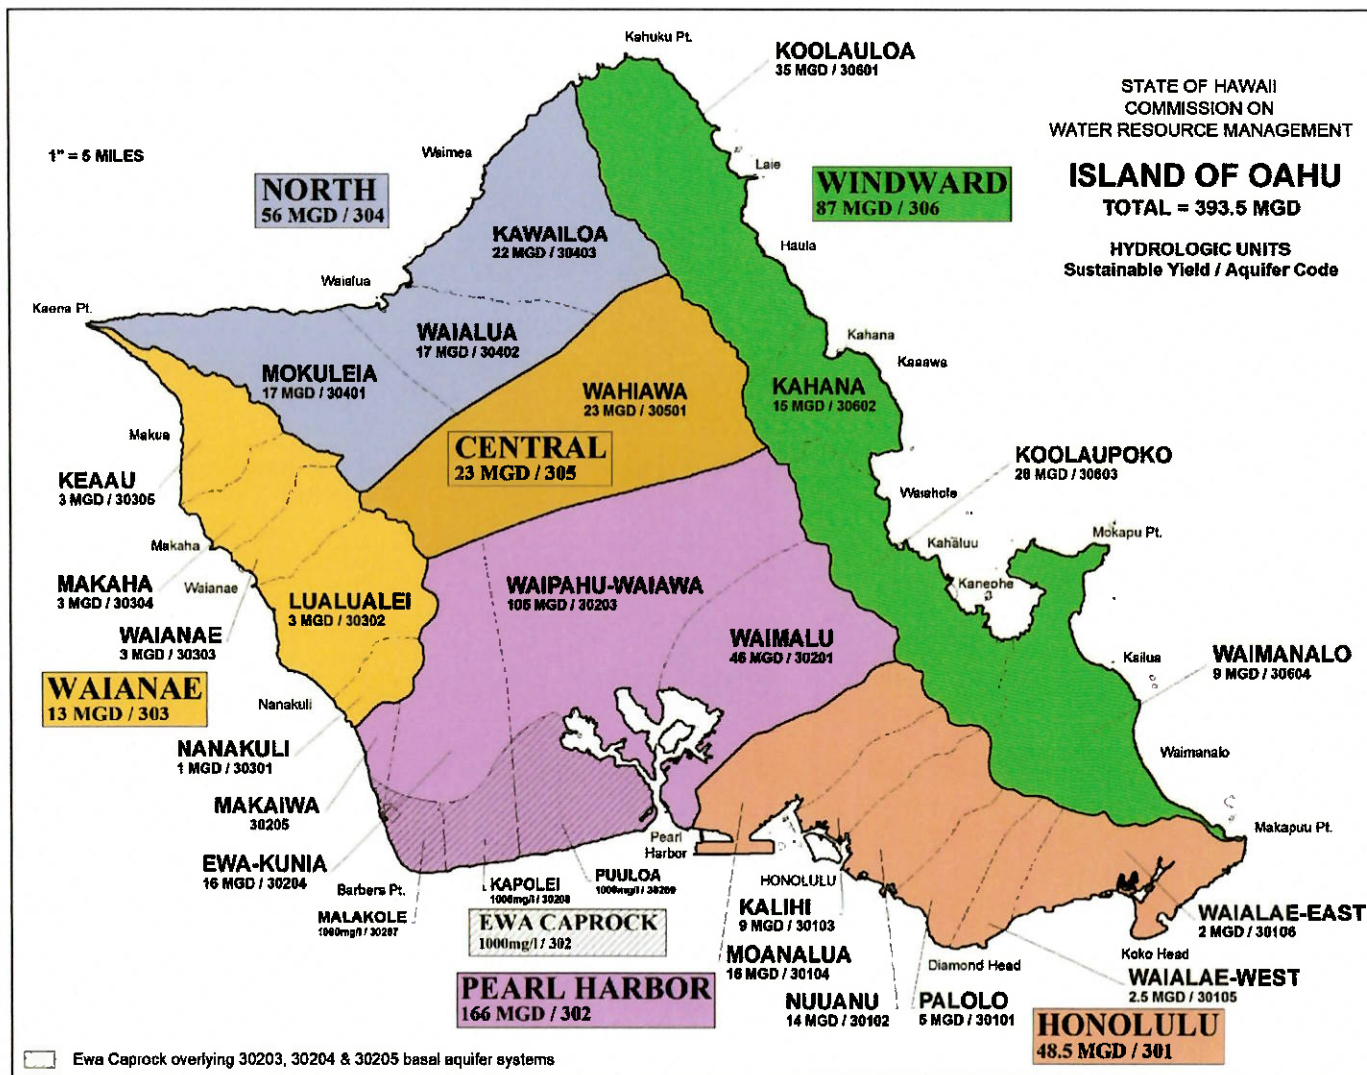 Kahuku Pt.
KOOLAULOA
35 MGD / 30601
STATE OF HAWAII
COMMISSION ON
WATER RESOURCE MANAGEMENT
ISLAND OF OAHU
TOTAL = 393.5 MGD
HYDROLOGIC UNITS
Sustainable Yield / Aquifer Code
1" = 5 MILES
Waimea
Laie
NORTH
56 MGD / 304
WINDWARD
87 MGD / 306
KAWAILOA
22 MGD / 30403
Haula
Waialua
Kaena Pt.
WAIALUA
17 MGD / 30402
Kahana
Kaaawa
MOKULEIA
17 MGD / 30401
WAHIAWA
23 MGD / 30501
KAHANA
15 MGD / 30602
Makua
CENTRAL
23 MGD / 305
KOOLAUPOKO
28 MGD / 30603
KEAAU
3 MGD / 30305
Waiahole
Mokapu Pt.
Makaha
Kahaluu
MAKAHA
3 MGD / 30304
Waianae
Kaneohe
WAIPAHU-WAIAWA
105 MGD / 30203
LUALUALEI
3 MGD / 30302
WAIANAE
3 MGD / 30303
WAIMALU
46 MGD / 30201
Kailua
WAIMANALO
9 MGD / 30604
WAIANAE
13 MGD / 303
Nanakuli
NANAKULI
1 MGD / 30301
Waimanalo
MAKAIWA
30205
Makapuu Pt.
Pearl
Harbor
EWA-KUNIA
16 MGD / 30204
Barbers Pt.
KAPOLEI
1000mg/l / 30208
PUULOA
1000mg/l / 30209
HONOLULU
MALAKOLE
1000mg/l / 30207
EWA CAPROCK
1000mg/l / 302
KALIHI
9 MGD / 30103
WAIALAE-EAST
2 MGD / 30106
MOANALUA
16 MGD / 30104
Diamond Head
Koko Head
WAIALAE-WEST
2.5 MGD / 30105
PEARL HARBOR
166 MGD / 302
NUUANU
14 MGD / 30102
PALOLO
5 MGD / 30101
HONOLULU
48.5 MGD / 301
Ewa Caprock overlying 30203, 30204 & 30205 basal aquifer systems